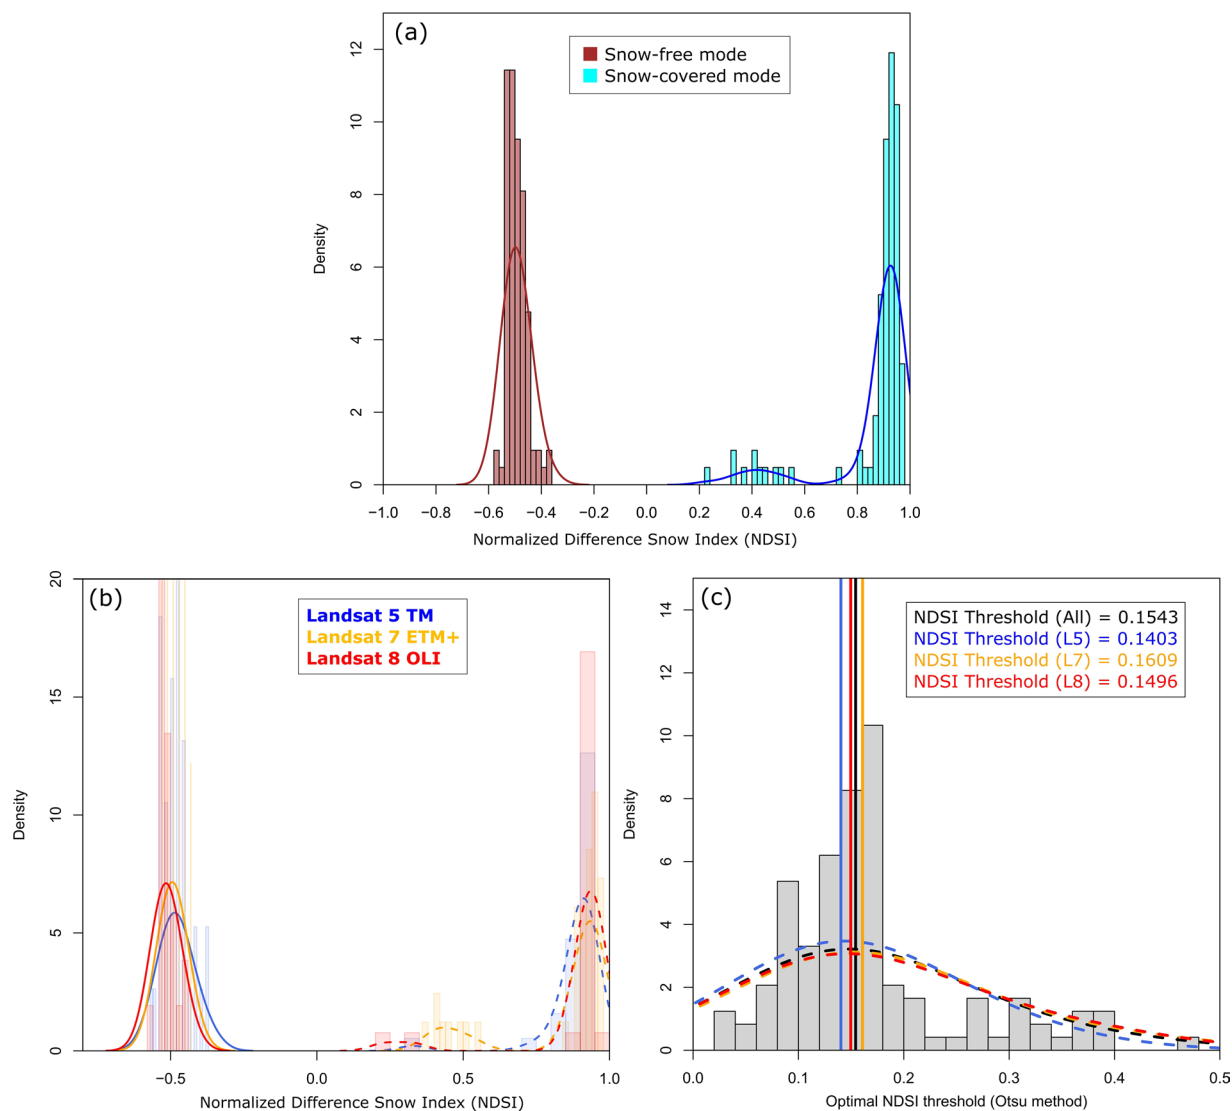 (a)
Snow-free mode
Snow-covered mode
12
10
8
6
4
2
0
Density
−1.0 −0.8 −0.6 −0.4 −0.2 0.0 0.2 0.4 0.6 0.8 1.0
Normalized Difference Snow Index (NDSI)
(b)
Landsat 5 TM
Landsat 7 ETM+
Landsat 8 OLI
20
15
10
5
0
Density
−0.5 0.0 0.5 1.0
Normalized Difference Snow Index (NDSI)
(c)
NDSI Threshold (All) = 0.1543
NDSI Threshold (L5) = 0.1403
NDSI Threshold (L7) = 0.1609
NDSI Threshold (L8) = 0.1496
14
12
10
8
6
4
2
0
Density
0.0 0.1 0.2 0.3 0.4 0.5
Optimal NDSI threshold (Otsu method)